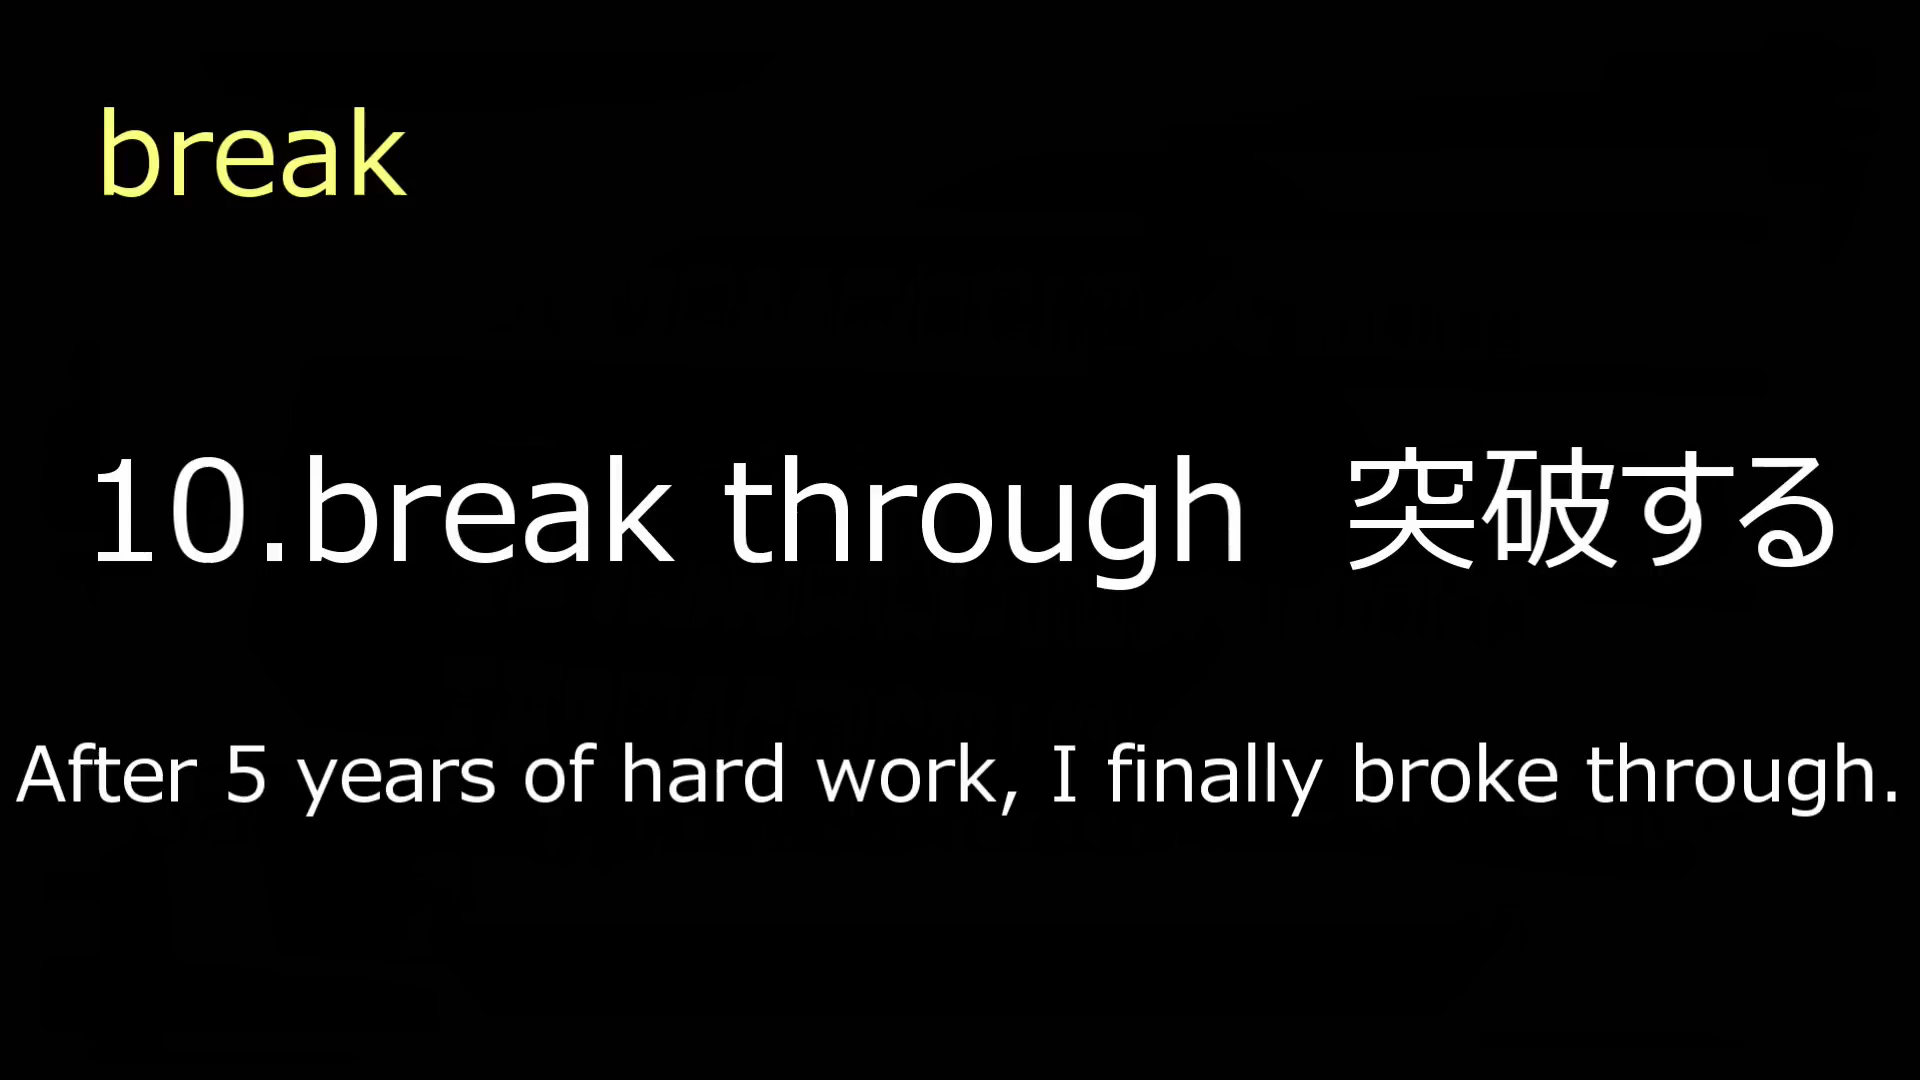 break
10.break through 突破する
After 5 years of hard work, I finally broke through.